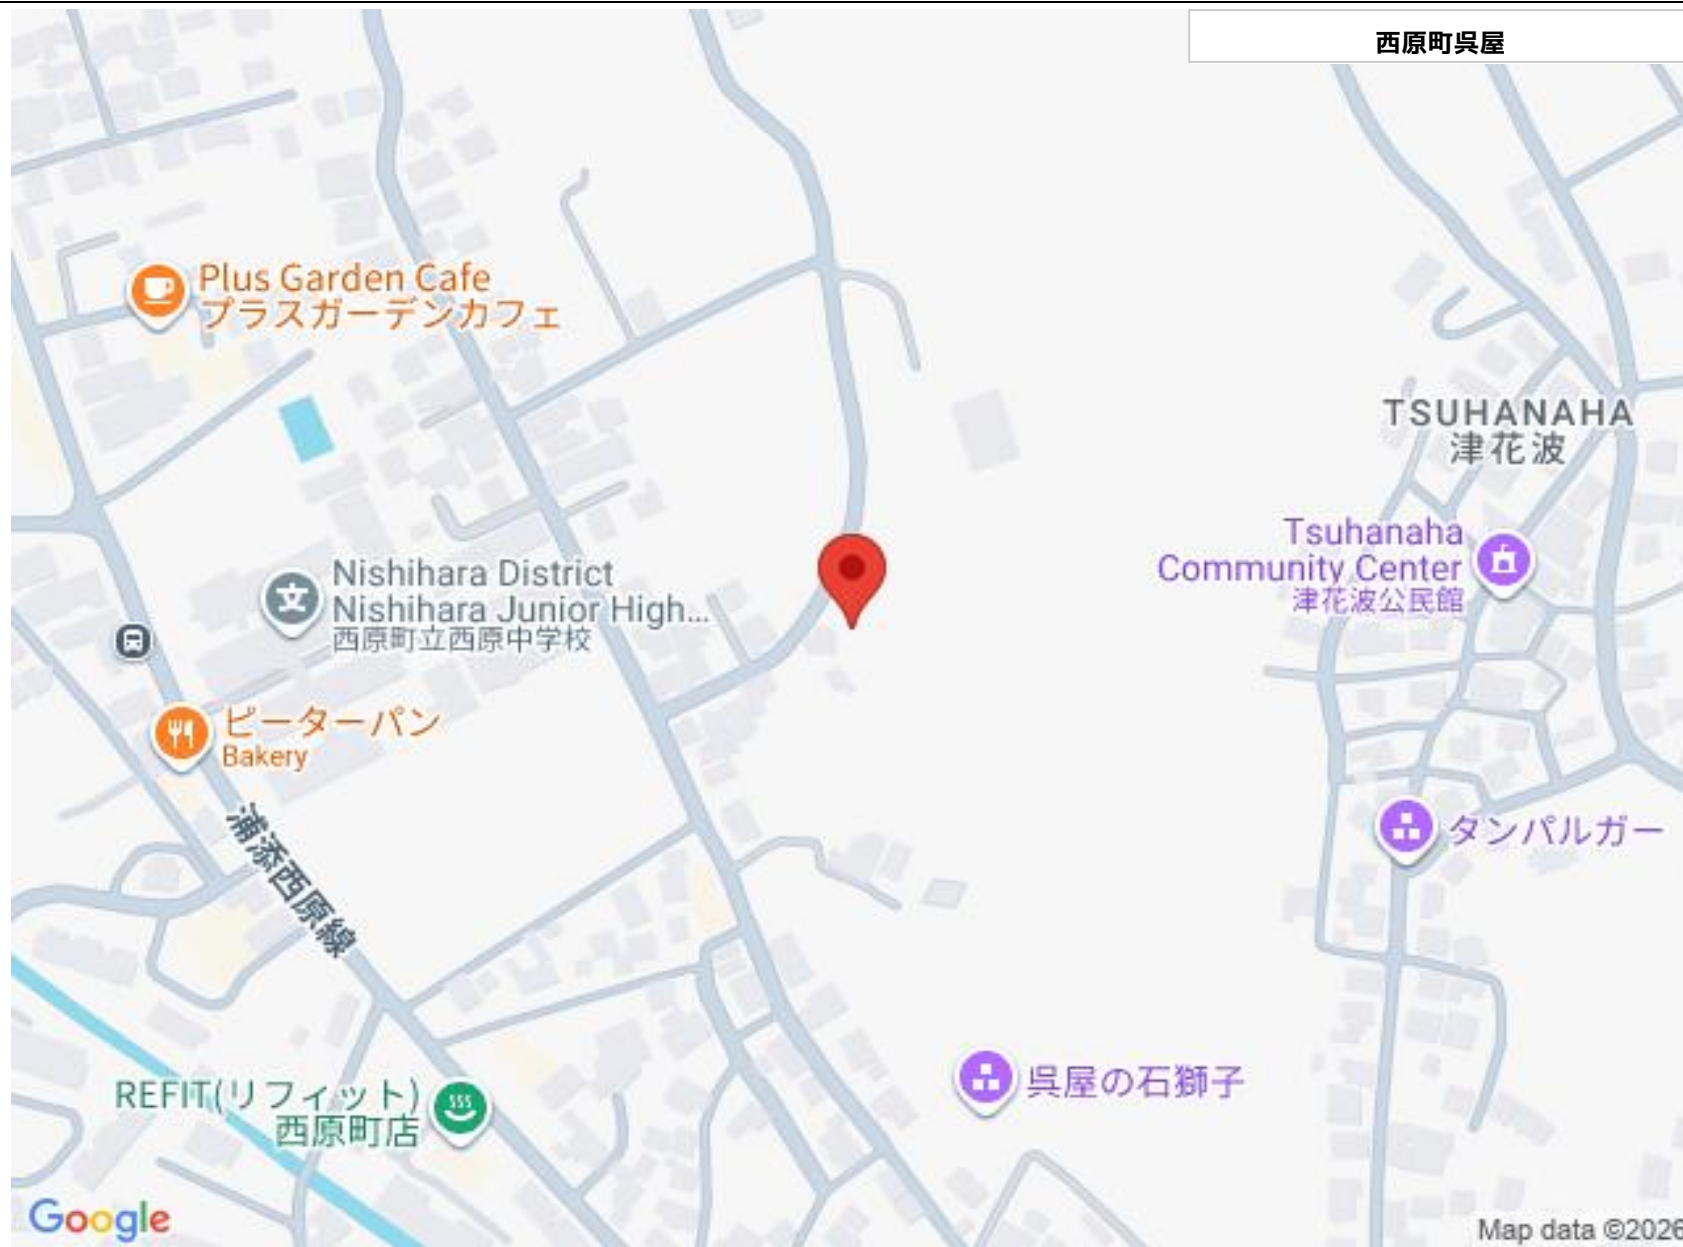 西原町呉屋
Plus Garden Cafe
プラスガーデンカフェ
TSUHANAHA
津花波
Tsuhanaha
Community Center
津花波公民館
Nishihara District
Nishihara Junior High...
西原町立西原中学校
ピーターパン
Bakery
浦添西原線
タンパルガー
呉屋の石獅子
REFIT(リフィット)
西原町店
Google
Map data ©2026